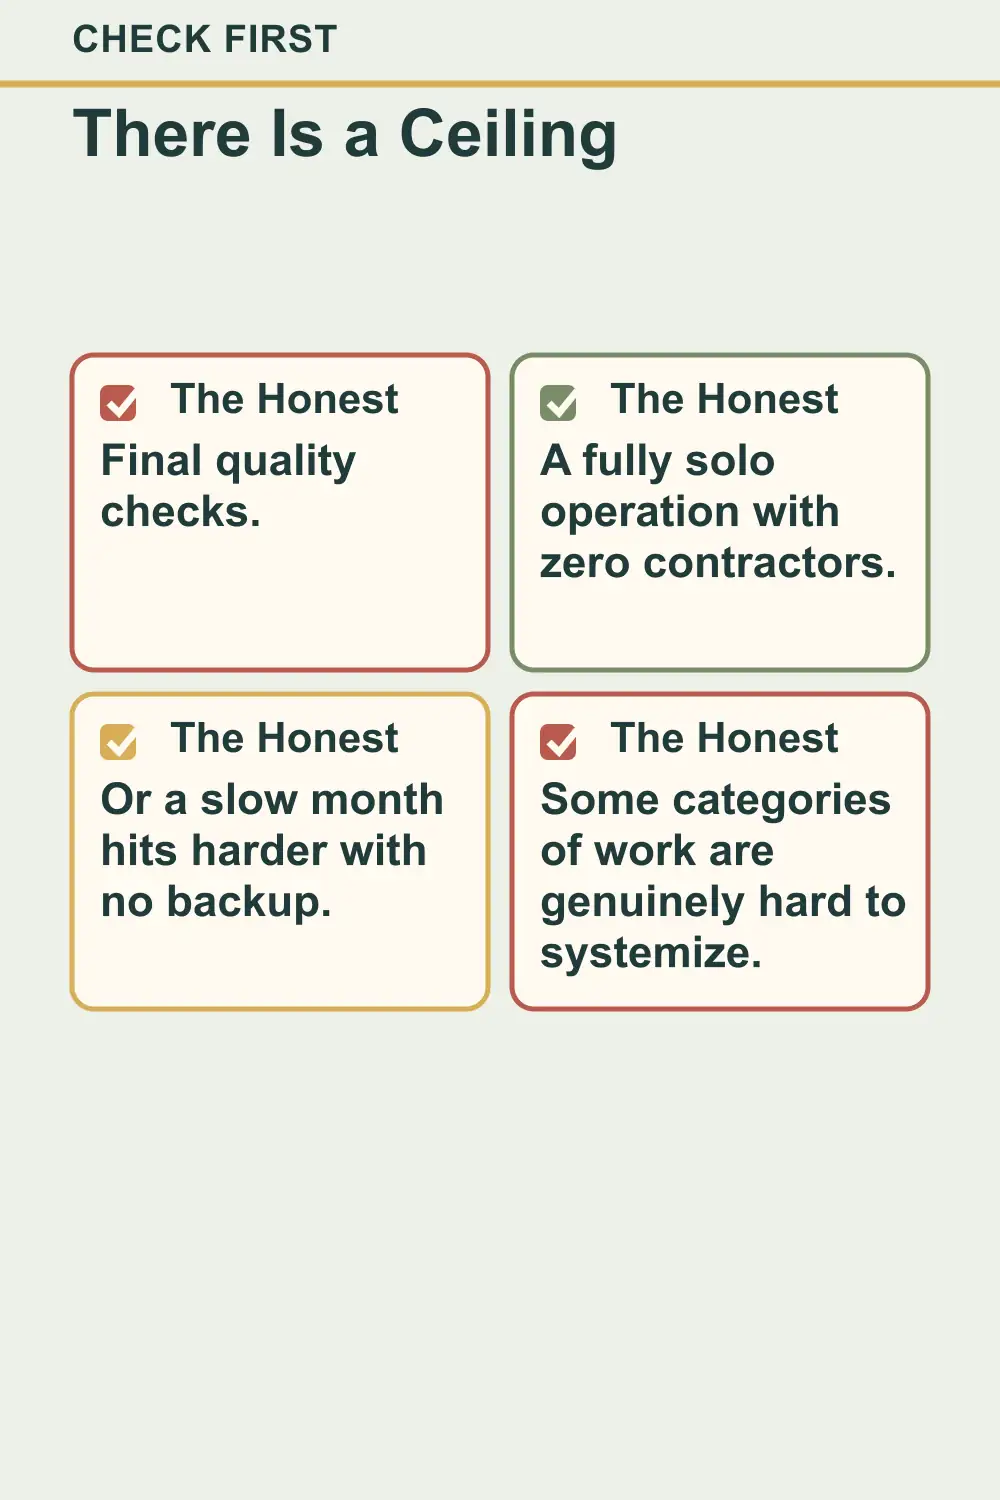 CHECK FIRST
There Is a Ceiling
The Honest
Final quality
checks.
The Honest
A fully solo
operation with
zero contractors.
The Honest
Or a slow month
hits harder with
no backup.
The Honest
Some categories
of work are
genuinely hard to
systemize.